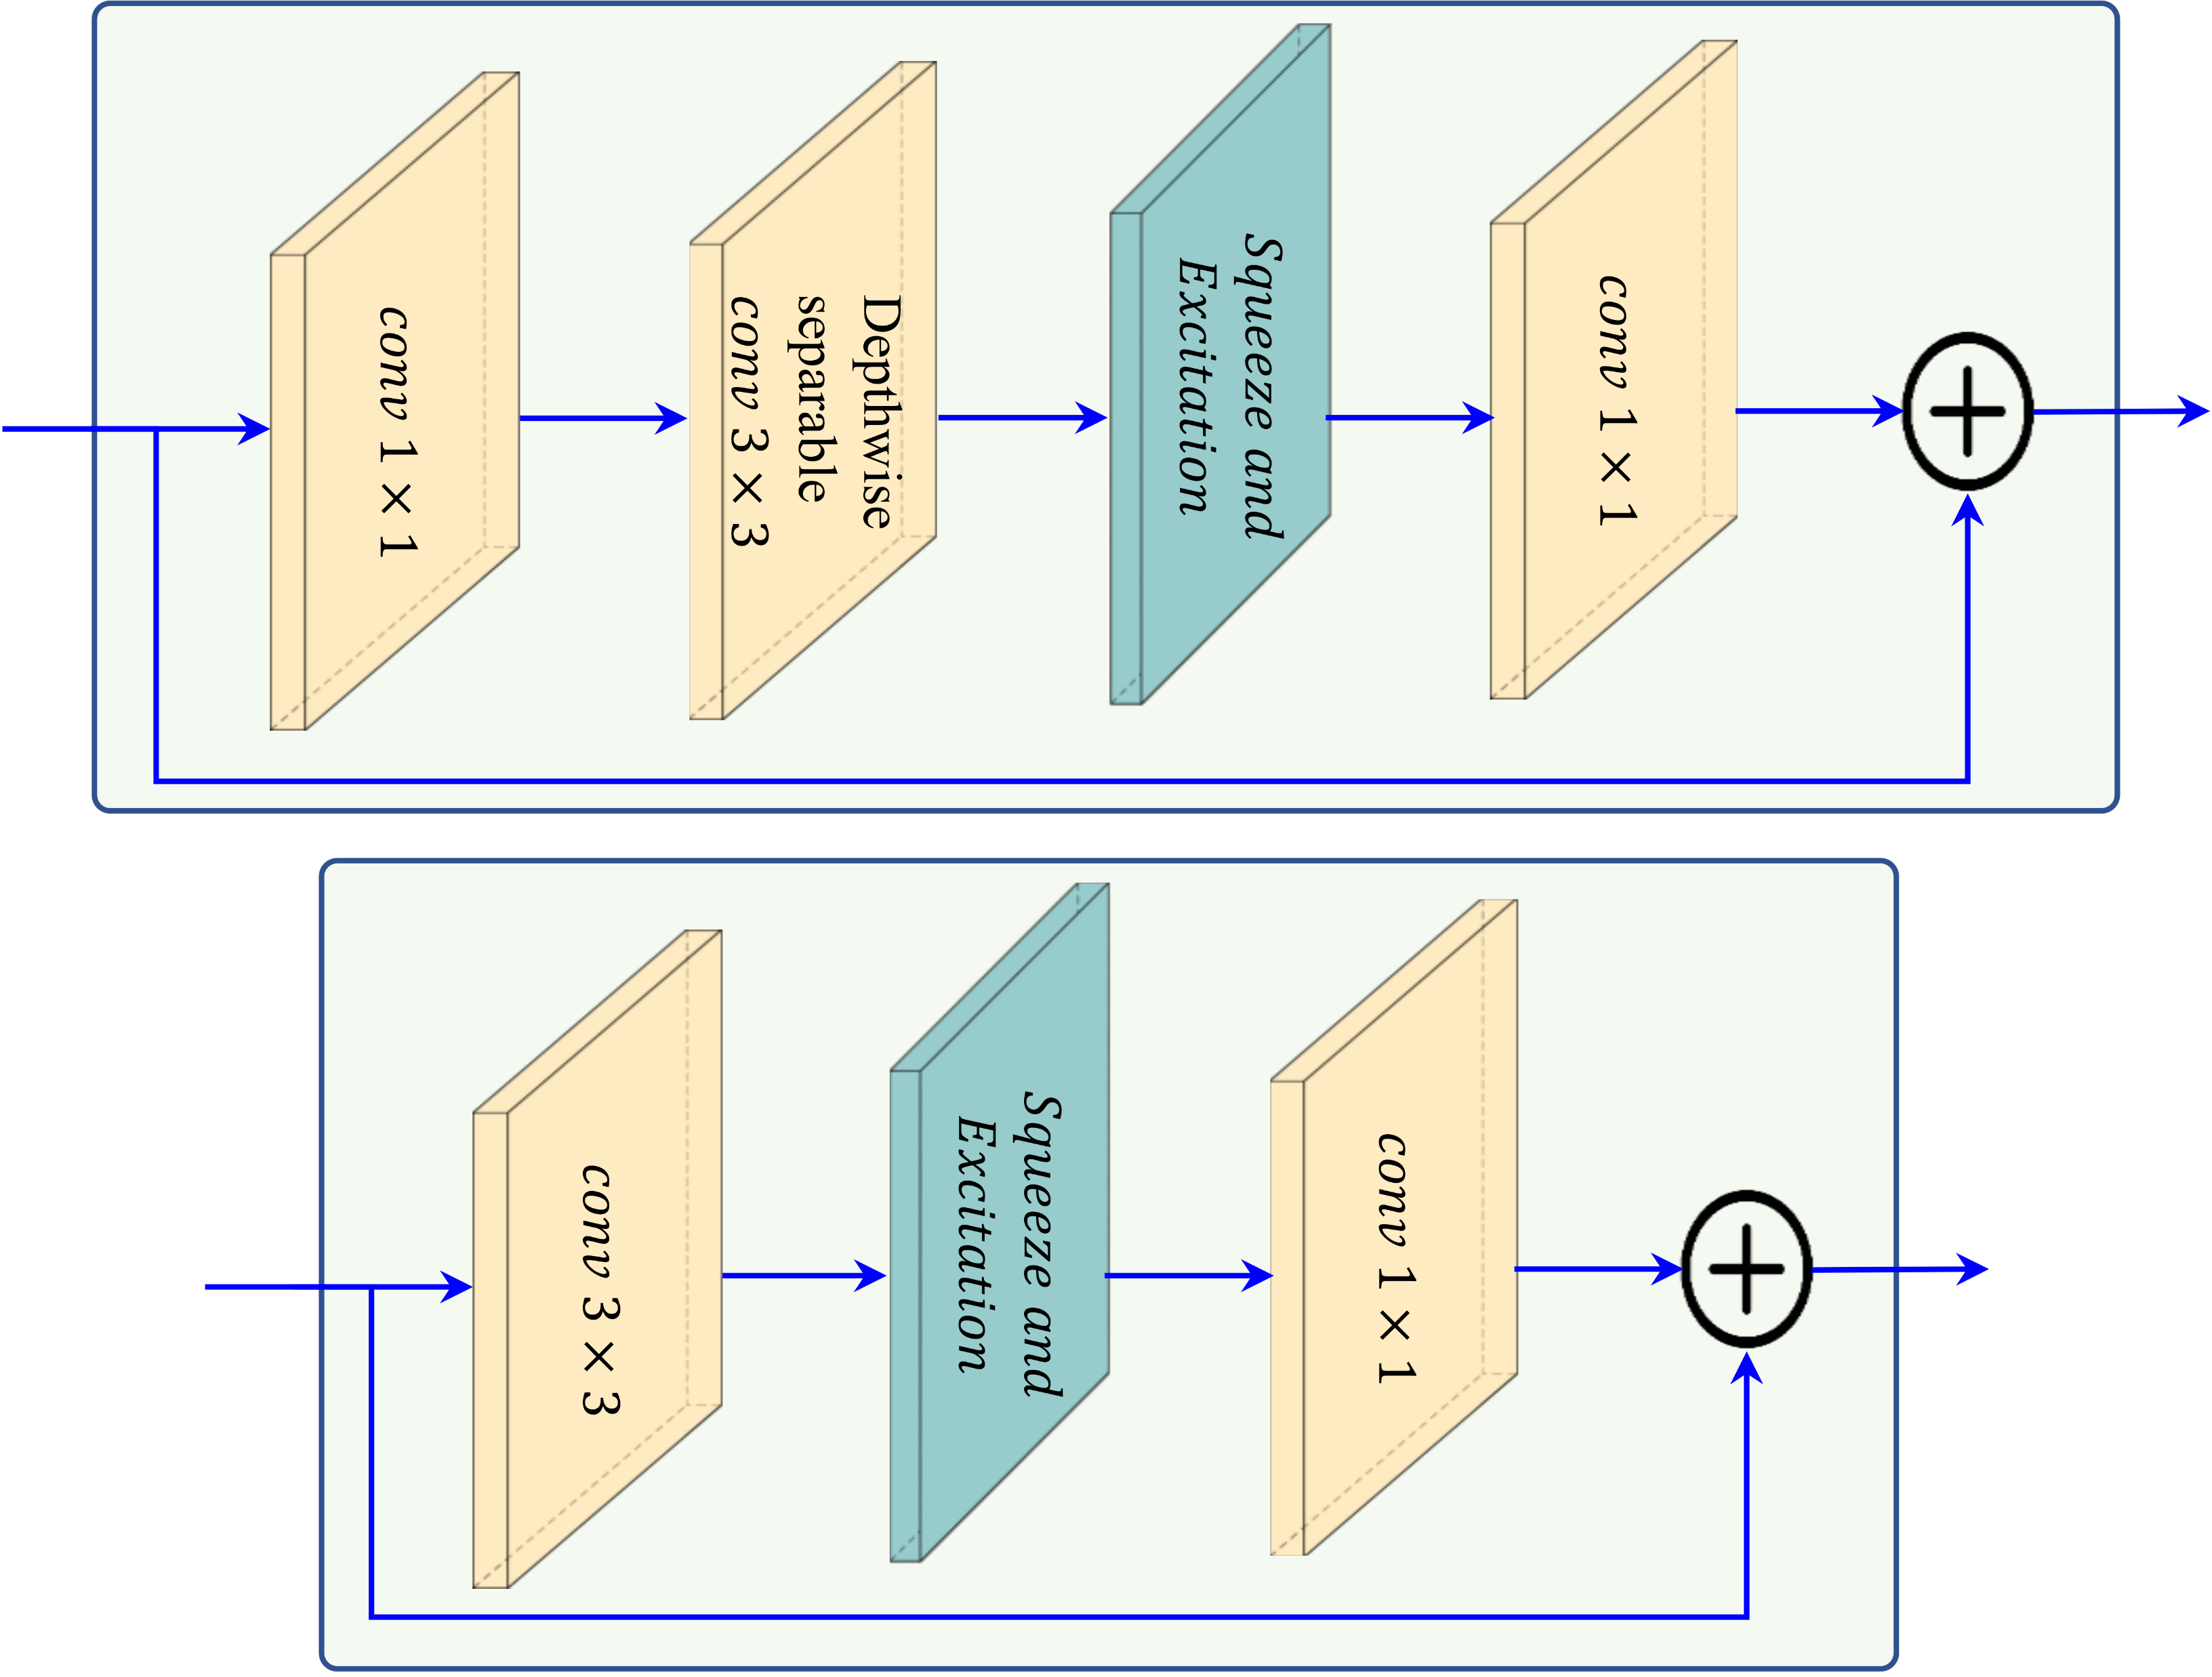 conv 1 × 1
Depthwise
separable
conv 3 × 3
Squeeze and
Excitation
conv 1 × 1
conv 3 × 3
Squeeze and
Excitation
conv 1 × 1